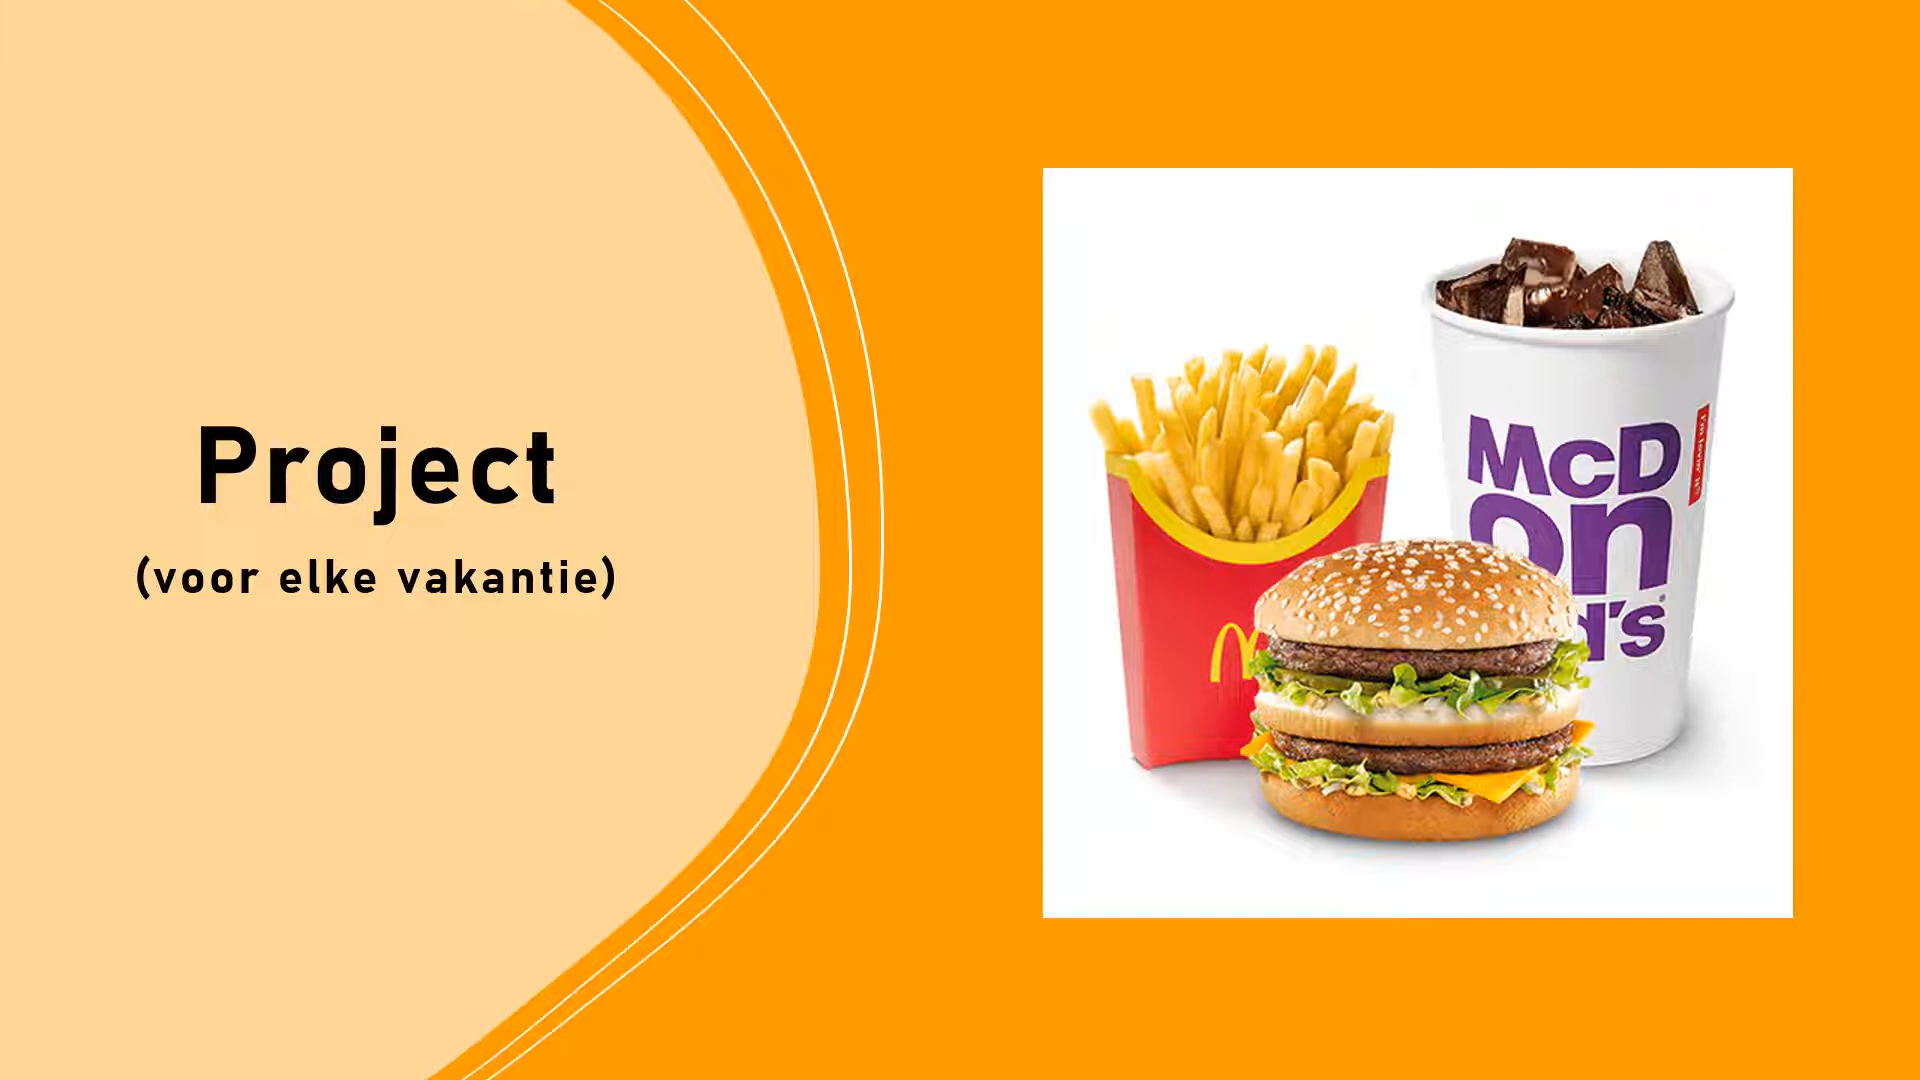 Project
(voor elke vakantie)
McD
on
d's